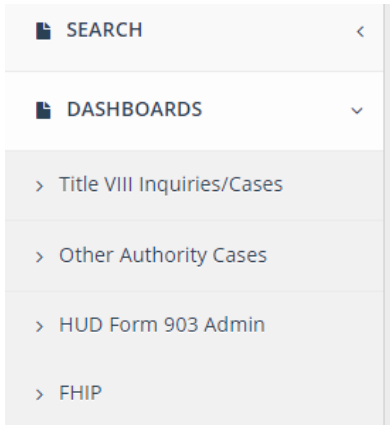 SEARCH
DASHBOARDS
Title VIII Inquiries/Cases
Other Authority Cases
HUD Form 903 Admin
FHIP